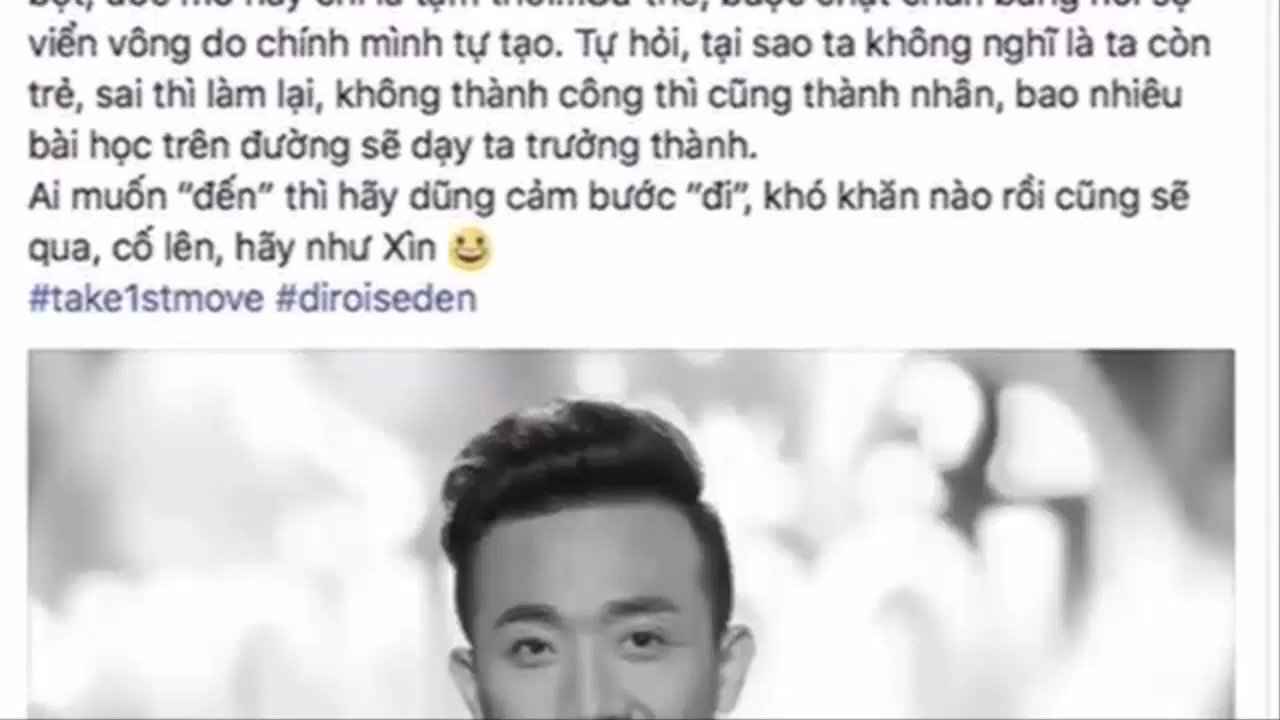 viển vông do chính mình tự tạo. Tự hỏi, tại sao ta không nghĩ là ta còn
trẻ, sai thì làm lại, không thành công thì cũng thành nhân, bao nhiêu
bài học trên đường sẽ dạy ta trưởng thành.
Ai muốn "đến" thì hãy dũng cảm bước "đi", khó khăn nào rồi cũng sẽ
qua, cố lên, hãy như Xìn 😀
#take1stmove #diroiseden